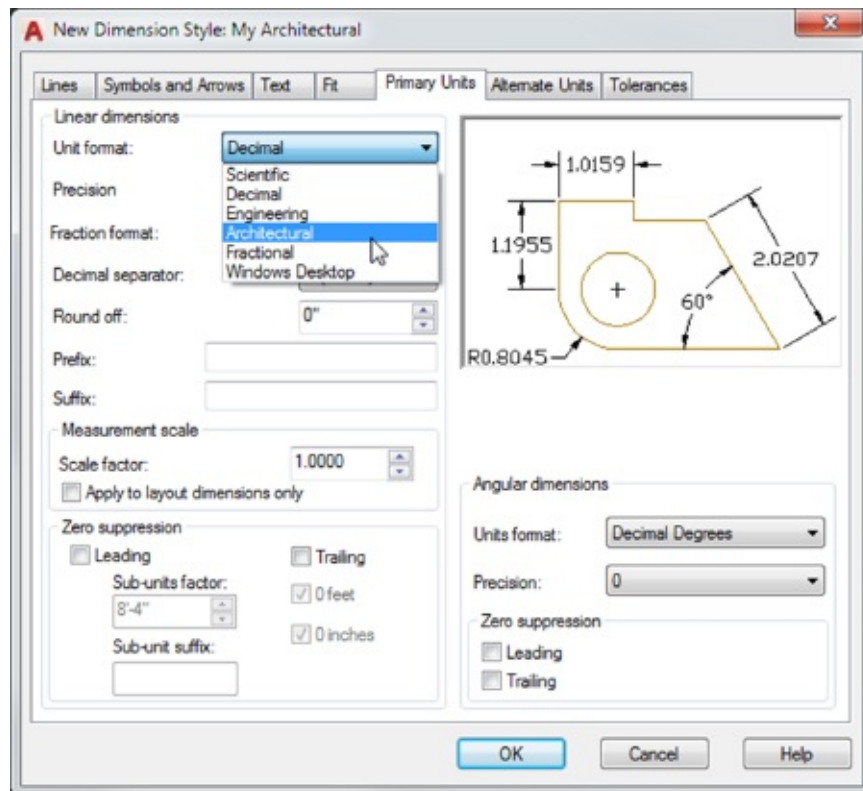 New Dimension Style: My Architectural
Lines Symbols and Arrows Text Fit Primary Units Alternate Units Tolerances
Linear dimensions
Unit format: Decimal
Scientific
Decimal
Engineering
Architectural
Fractional
Windows Desktop
Precision
Fraction format:
Decimal separator:
Round off: 0"
Prefix:
Suffix:
Measurement scale
Scale factor: 1.0000
Apply to layout dimensions only
Zero suppression
Leading
Trailing
Sub-units factor:
8'-4"
0 feet
0 inches
Sub-unit suffix:
1.0159
1.1955
2.0207
60°
R0.8045
Angular dimensions
Units format: Decimal Degrees
Precision: 0
Zero suppression
Leading
Trailing
OK Cancel Help